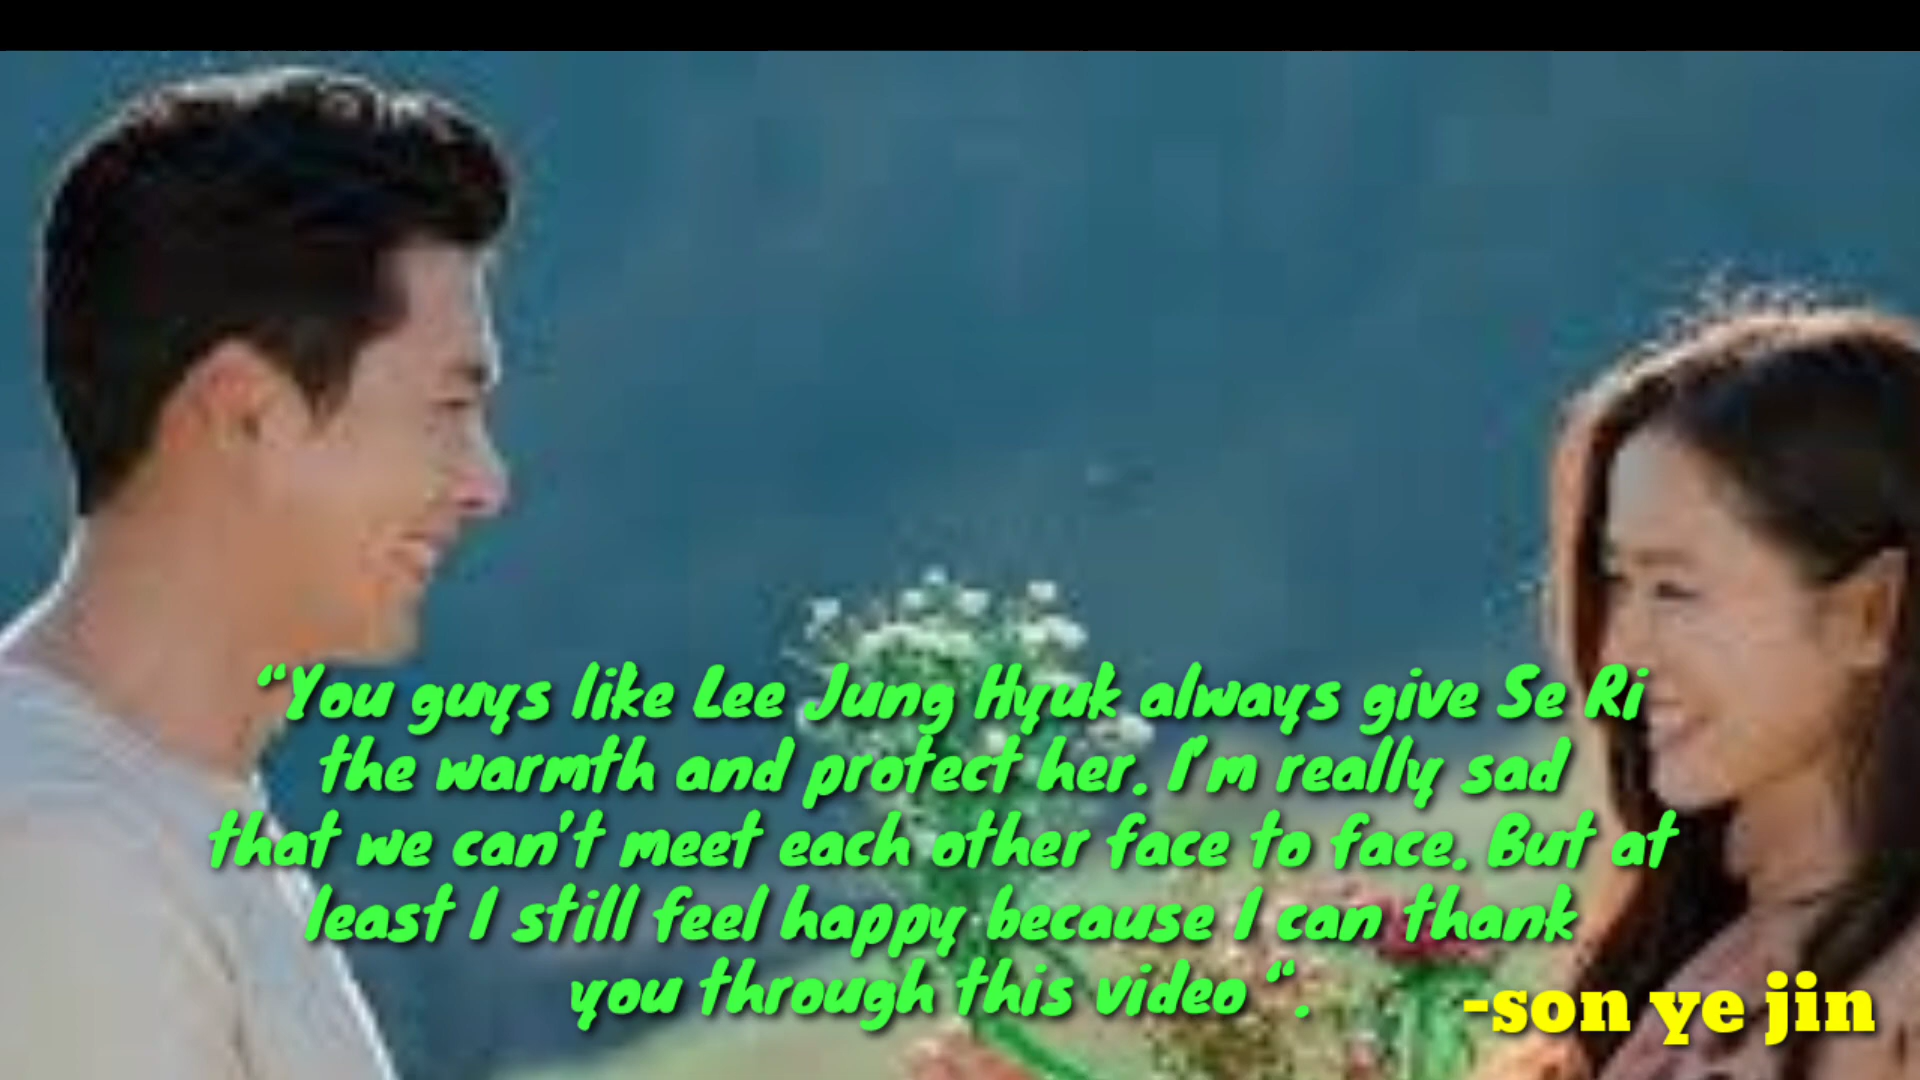 “You guys like Lee Jung Hyuk always give Se Ri
the warmth and protect her. I’m really sad
that we can’t meet each other face to face. But at
least I still feel happy because I can thank
you through this video “.
-son ye jin